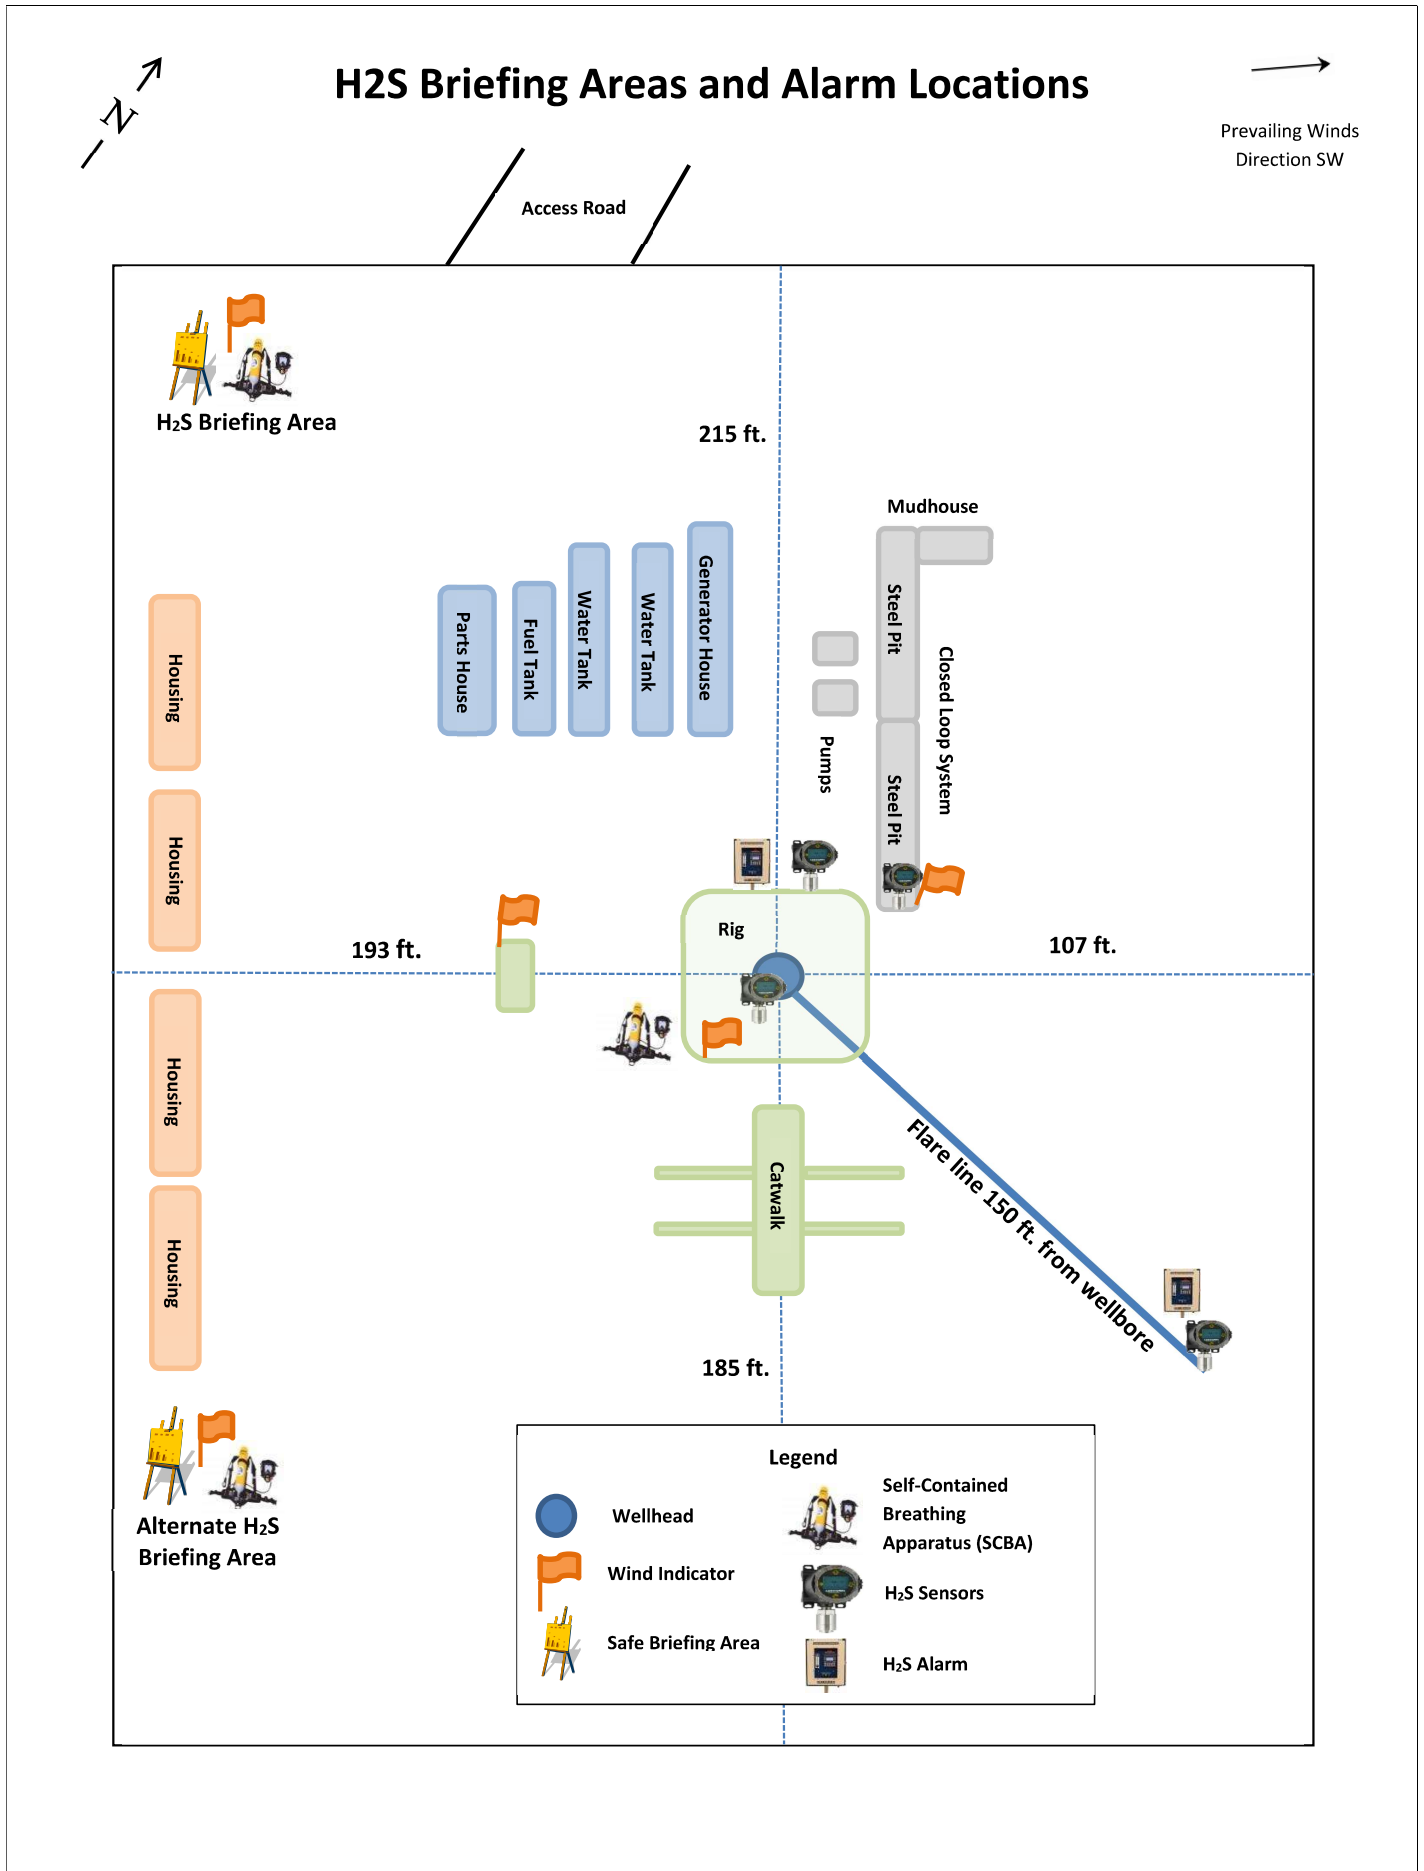 N
H2S Briefing Areas and Alarm Locations
Prevailing Winds
Direction SW
Access Road
H₂S Briefing Area
215 ft.
Mudhouse
Parts House
Fuel Tank
Water Tank
Water Tank
Generator House
Steel Pit
Closed Loop System
Pumps
Steel Pit
Housing
Housing
Rig
193 ft.
107 ft.
Housing
Housing
Catwalk
Flare line 150 ft. from wellbore
185 ft.
Alternate H₂S
Briefing Area
Legend
Wellhead
Wind Indicator
Safe Briefing Area
Self-Contained
Breathing
Apparatus (SCBA)
H₂S Sensors
H₂S Alarm